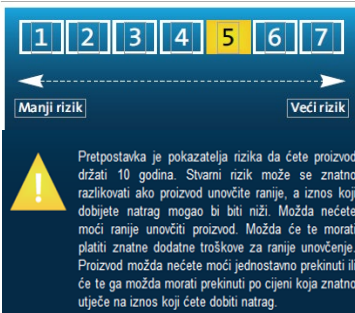 1 2 3 4 5 6 7
Manji rizik Veći rizik
!
Pretpostavka je pokazatelja rizika da ćete proizvod
držati 10 godina. Stvarni rizik može se znatno
razlikovati ako proizvod unovčite ranije, a iznos koji
dobijete natrag mogao bi biti niži. Možda nećete
moći ranije unovčiti proizvod. Možda će te morati
platiti znatne dodatne troškove za ranije unovčenje.
Proizvod možda nećete moći jednostavno prekinuti ili
će te ga možda morati prekinuti po cijeni koja znatno
utječe na iznos koji ćete dobiti natrag.